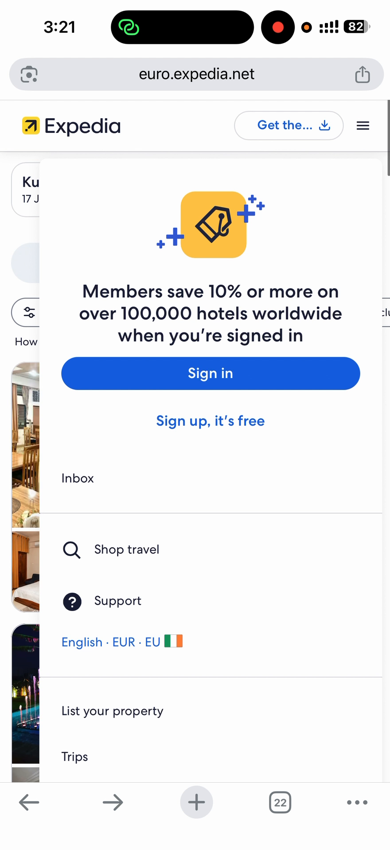 3:21
82
euro.expedia.net
Expedia
Get the...
Ku
17 J
clu
How
Members save 10% or more on
over 100,000 hotels worldwide
when you're signed in
Sign in
Sign up, it's free
Inbox
Shop travel
Support
English · EUR · EU
List your property
Trips
22